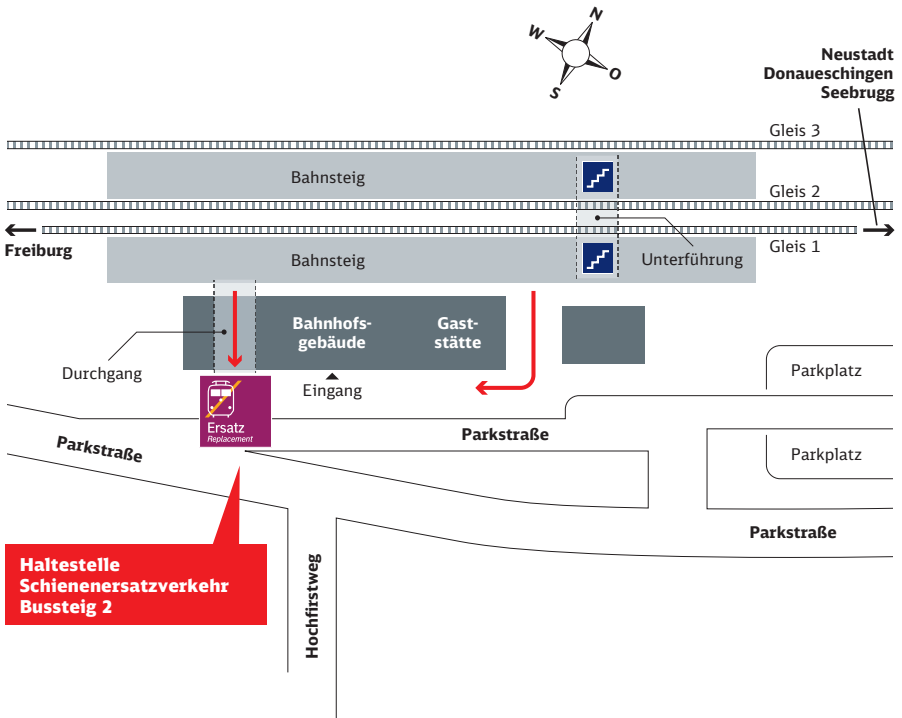 N
W
O
S
Neustadt
Donaueschingen
Seebrugg
Gleis 3
Bahnsteig
Gleis 2
Freiburg
Gleis 1
Bahnsteig
Unterführung
Bahnhofs-
gebäude
Gast-
stätte
Durchgang
Eingang
Parkplatz
Ersatz
Replacement
Parkstraße
Parkstraße
Parkplatz
Parkstraße
Haltestelle
Schienenersatzverkehr
Bussteig 2
Hochfirstweg